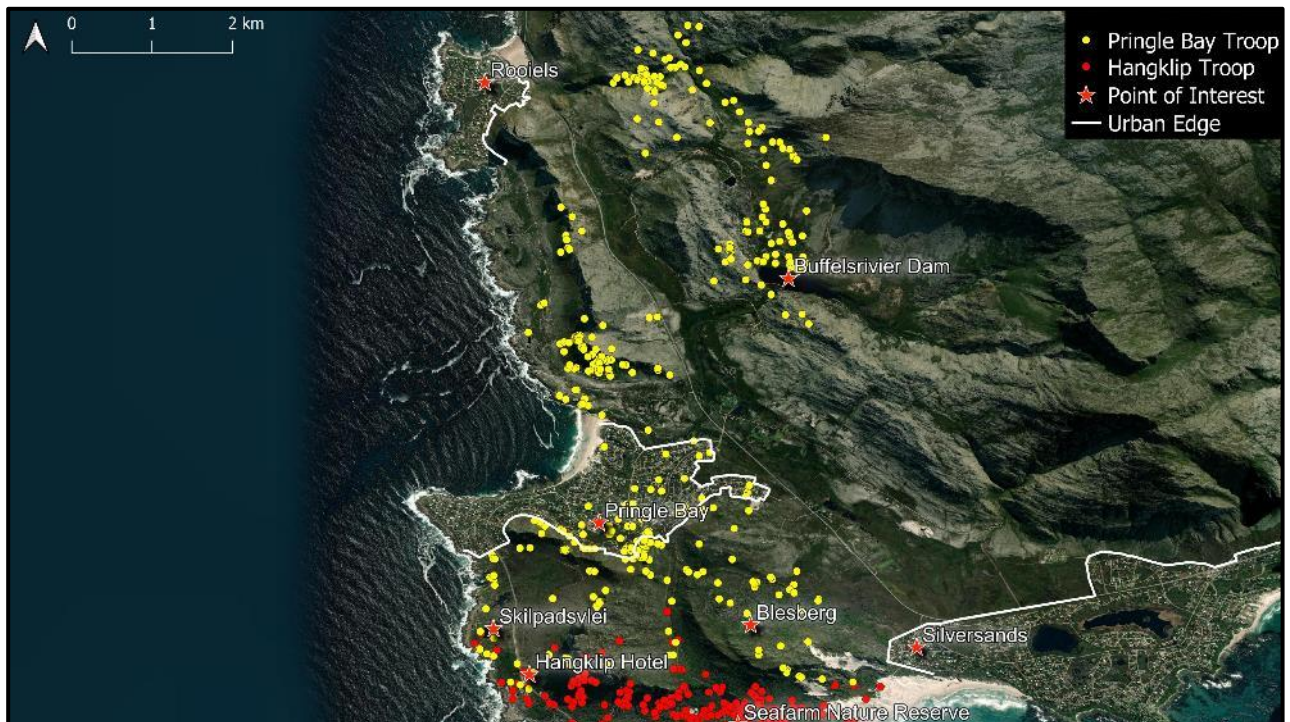 0 1 2 km
Pringle Bay Troop
Hangklip Troop
Point of Interest
Urban Edge
Rooiels
Buffelsrivier Dam
Pringle Bay
Skilpadsvlei
Blesberg
Silversands
Hangklip Hotel
Seafarm Nature Reserve